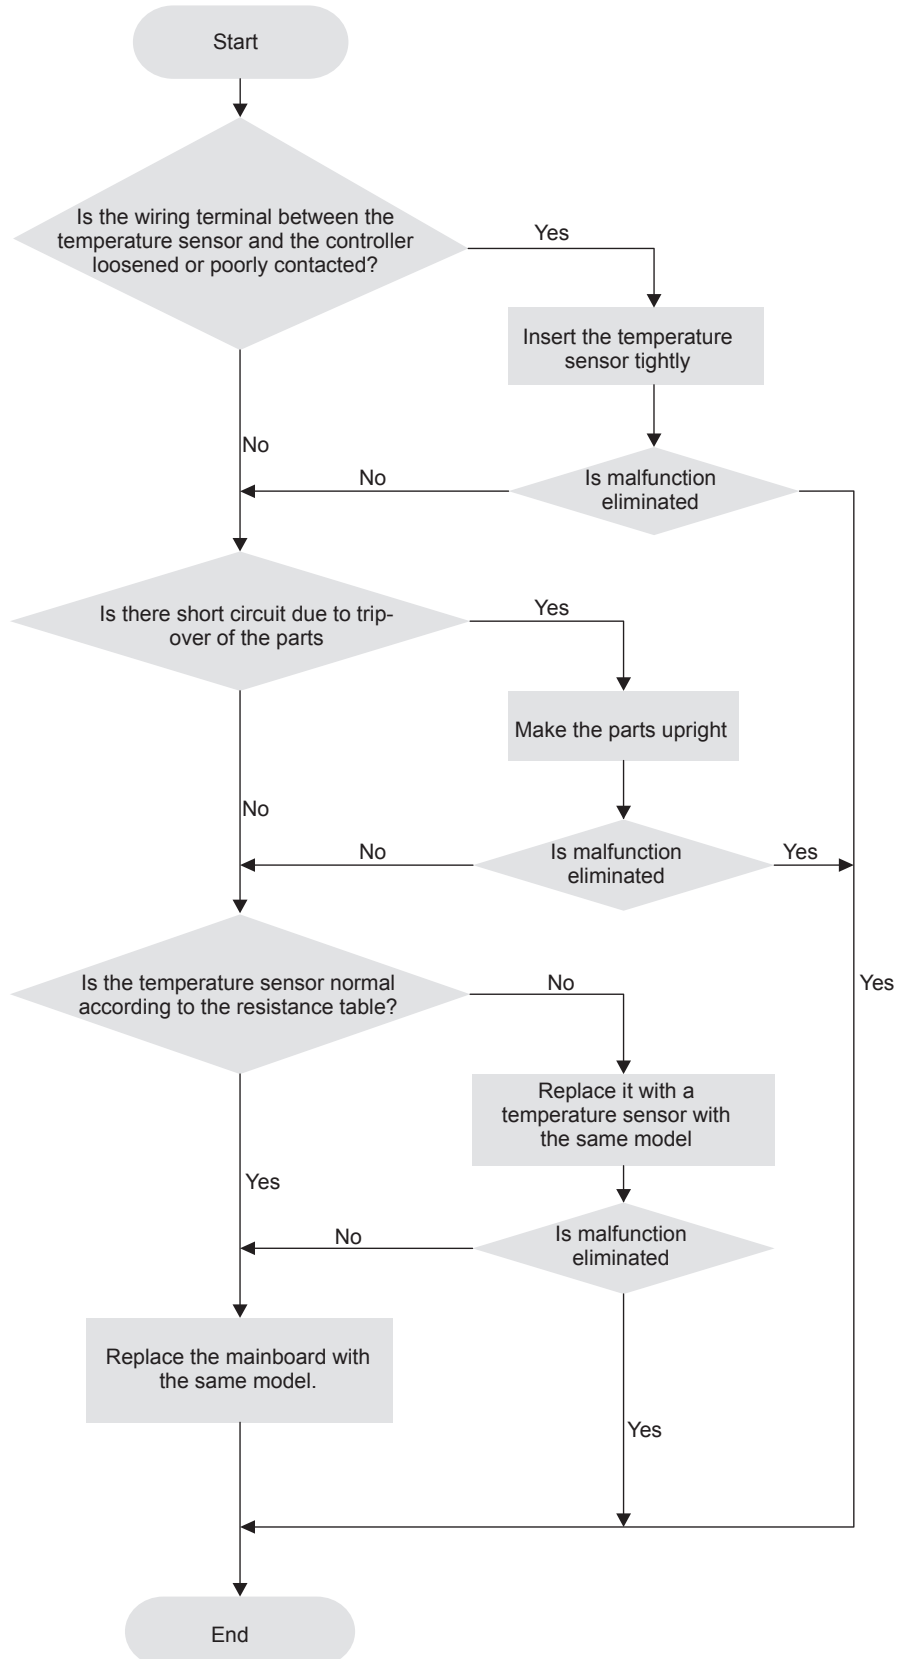 Start
Is the wiring terminal between the
temperature sensor and the controller
loosened or poorly contacted?
Yes
Insert the temperature
sensor tightly
No
Is malfunction
eliminated
No
Is there short circuit due to trip-
over of the parts
Yes
Make the parts upright
No
Is malfunction
eliminated
No
Yes
Is the temperature sensor normal
according to the resistance table?
No
Yes
Replace it with a
temperature sensor with
the same model
Yes
Is malfunction
eliminated
No
Replace the mainboard with
the same model.
Yes
End